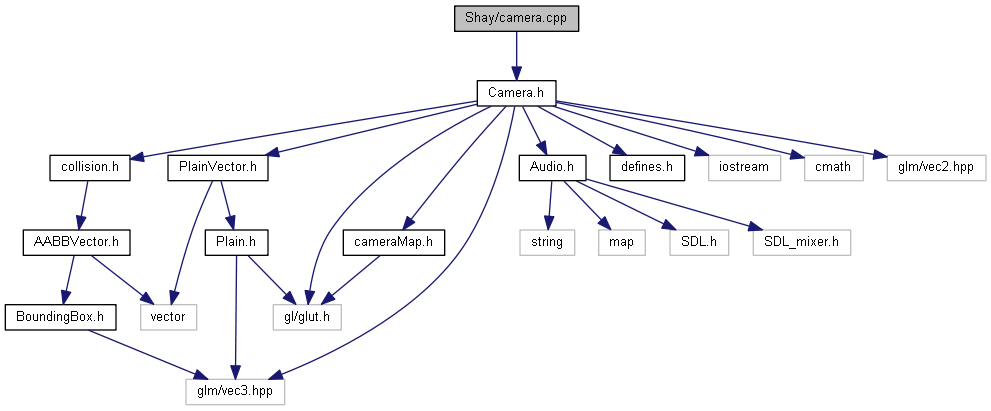 Shay/camera.cpp
Camera.h
collision.h
PlainVector.h
Audio.h
defines.h
iostream
cmath
glm/vec2.hpp
AABBVector.h
Plain.h
cameraMap.h
string
map
SDL.h
SDL_mixer.h
BoundingBox.h
vector
gl/glut.h
glm/vec3.hpp